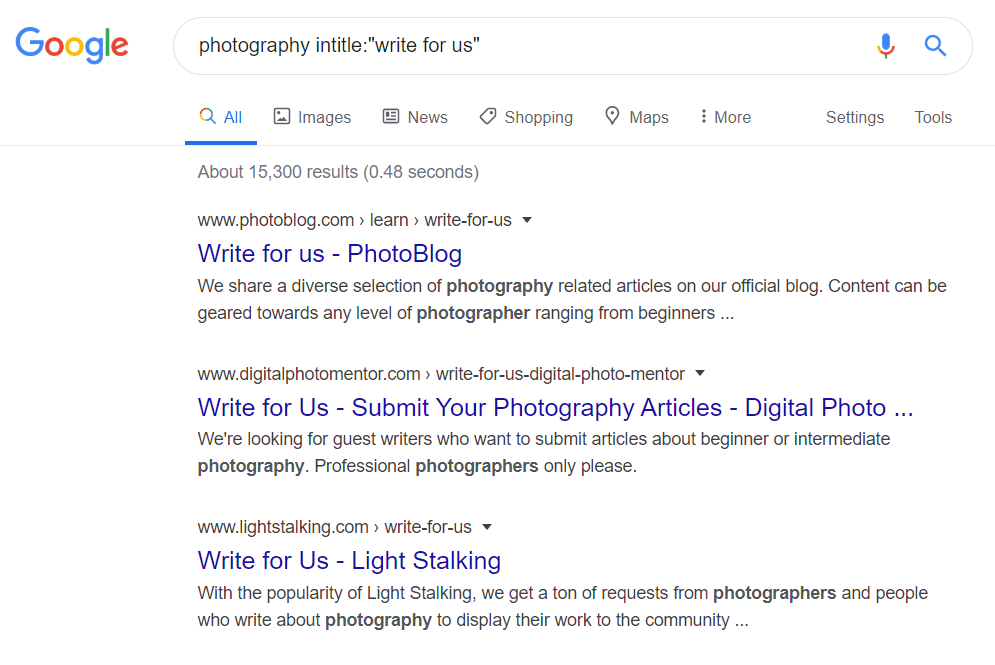 Google
photography intitle:"write for us"
All Images News Shopping Maps More Settings Tools
About 15,300 results (0.48 seconds)
www.photoblog.com › learn › write-for-us
Write for us - PhotoBlog
We share a diverse selection of photography related articles on our official blog. Content can be
geared towards any level of photographer ranging from beginners ...
www.digitalphotomentor.com › write-for-us-digital-photo-mentor
Write for Us - Submit Your Photography Articles - Digital Photo ...
We're looking for guest writers who want to submit articles about beginner or intermediate
photography. Professional photographers only please.
www.lightstalking.com › write-for-us
Write for Us - Light Stalking
With the popularity of Light Stalking, we get a ton of requests from photographers and people
who write about photography to display their work to the community ...